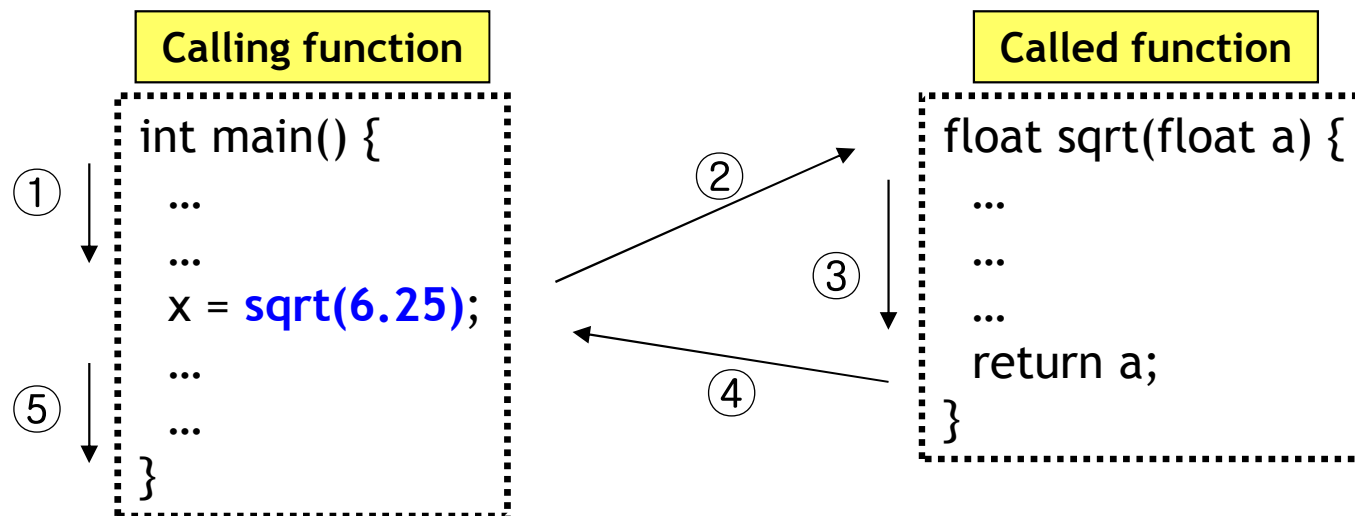 Calling function
int main() {
...
...
x = sqrt(6.25);
...
...
}
①
②
③
④
⑤
Called function
float sqrt(float a) {
...
...
...
return a;
}